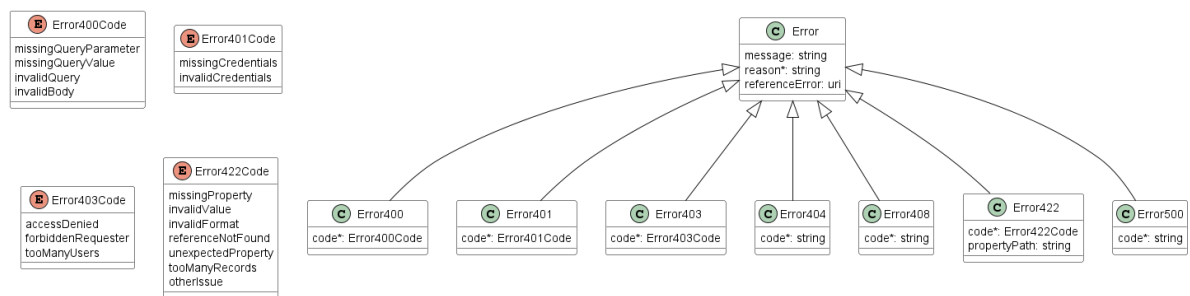 E Error400Code
missingQueryParameter
missingQueryValue
invalidQuery
invalidBody
E Error401Code
missingCredentials
invalidCredentials
C Error
message: string
reason*: string
referenceError: uri
E Error403Code
accessDenied
forbiddenRequester
tooManyUsers
E Error422Code
missingProperty
invalidValue
invalidFormat
referenceNotFound
unexpectedProperty
tooManyRecords
otherIssue
C Error400
code*: Error400Code
C Error401
code*: Error401Code
C Error403
code*: Error403Code
C Error404
code*: string
C Error408
code*: string
C Error422
code*: Error422Code
propertyPath: string
C Error500
code*: string